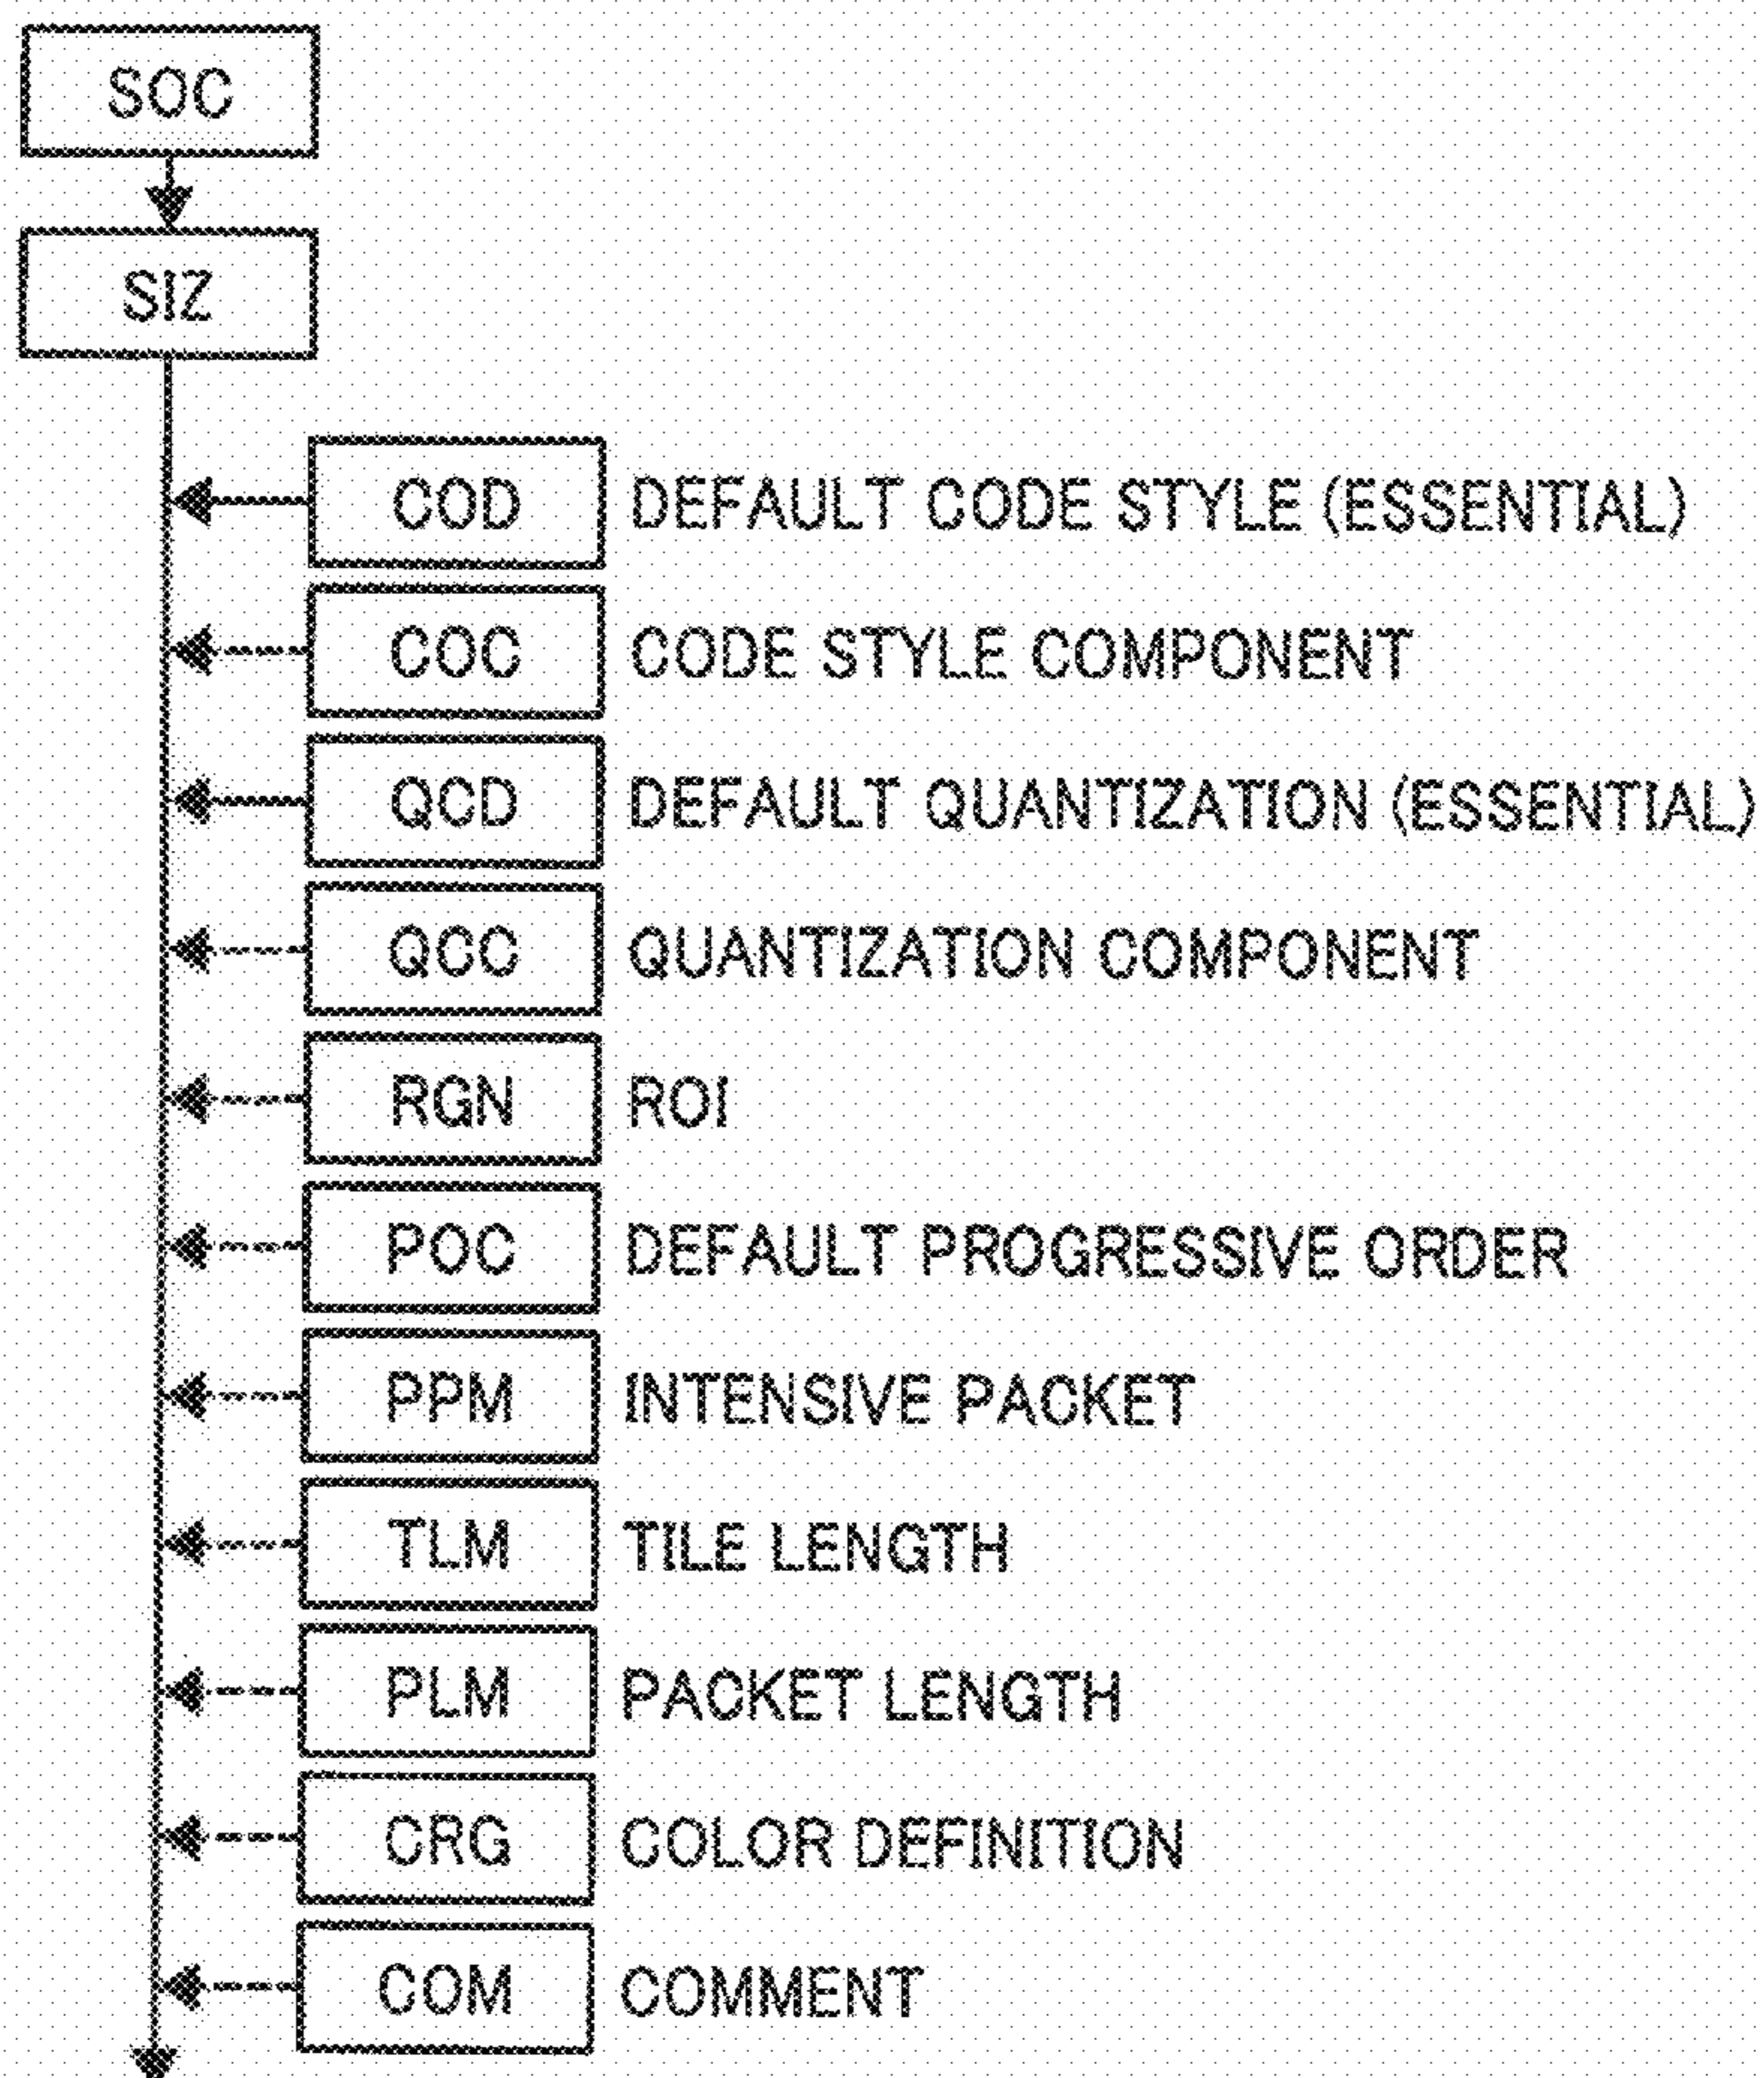 SOC
SIZ
COD DEFAULT CODE STYLE (ESSENTIAL)
COC CODE STYLE COMPONENT
QCD DEFAULT QUANTIZATION (ESSENTIAL)
QCC QUANTIZATION COMPONENT
RGN ROI
POC DEFAULT PROGRESSIVE ORDER
PPM INTENSIVE PACKET
TLM TILE LENGTH
PLM PACKET LENGTH
CRG COLOR DEFINITION
COM COMMENT